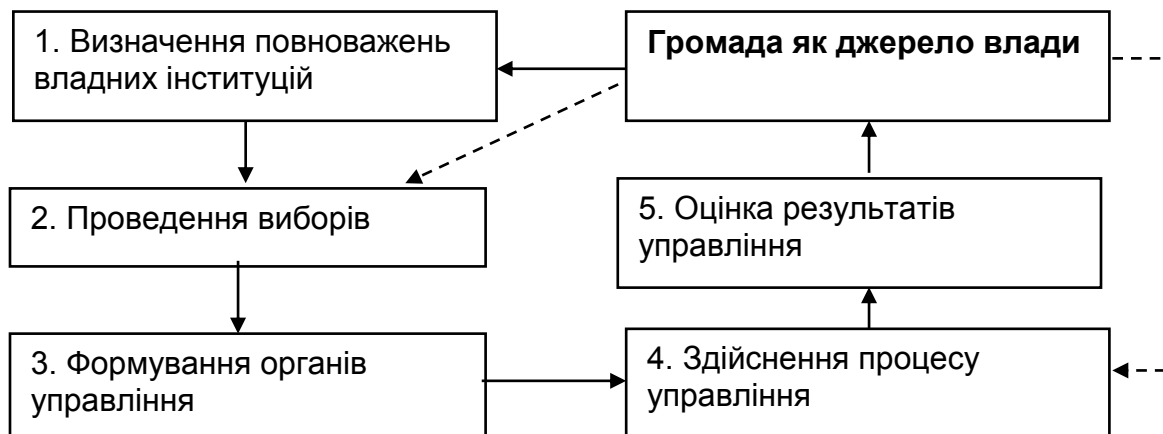 1. Визначення повноважень
владних інституцій
Громада як джерело влади
2. Проведення виборів
5. Оцінка результатів
управління
3. Формування органів
управління
4. Здійснення процесу
управління